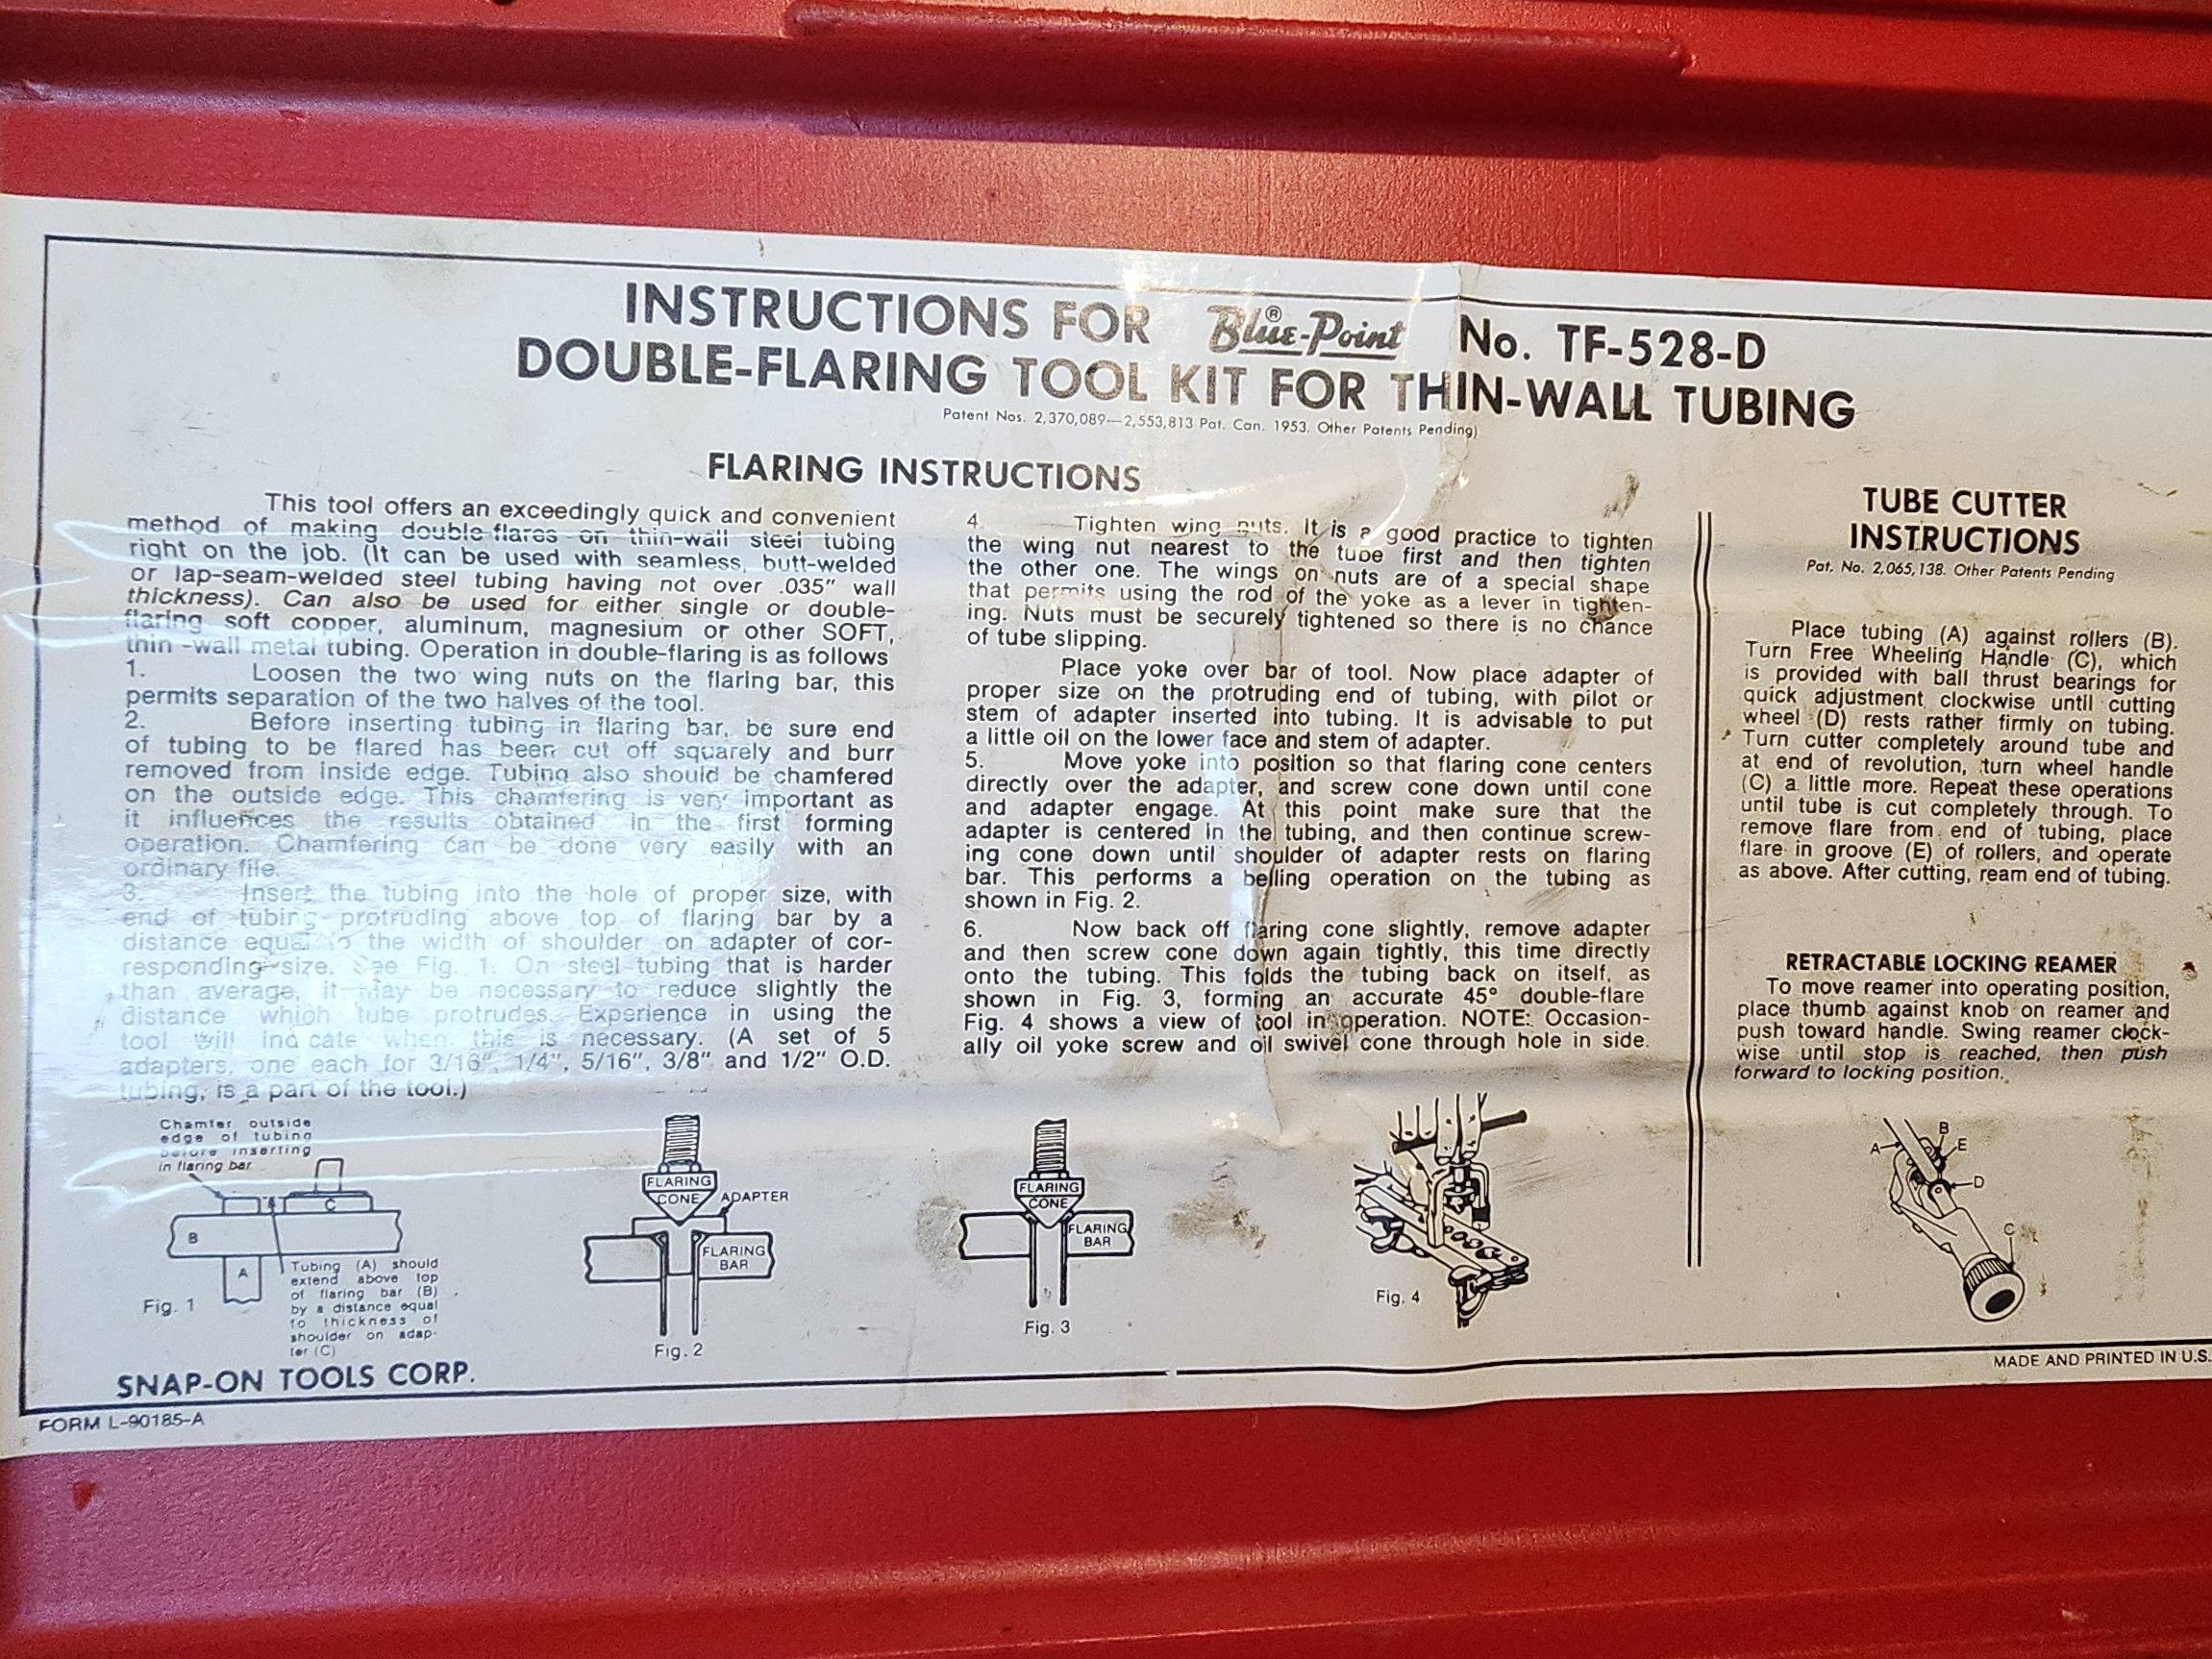 INSTRUCTIONS FOR Blue-Point® No. TF-528-D
DOUBLE-FLARING TOOL KIT FOR THIN-WALL TUBING
Patent Nos. 2,370,089—2,553,813 Pat. Can. 1953. Other Patents Pending)
FLARING INSTRUCTIONS
This tool offers an exceedingly quick and convenient
method of making double-flares on thin-wall steel tubing
right on the job. (It can be used with seamless, butt-welded
or lap-seam-welded steel tubing having not over .035" wall
thickness). Can also be used for either single or double-
flaring soft copper, aluminum, magnesium or other SOFT,
thin -wall metal tubing. Operation in double-flaring is as follows
1. Loosen the two wing nuts on the flaring bar, this
permits separation of the two halves of the tool.
2. Before inserting tubing in flaring bar, be sure end
of tubing to be flared has been cut off squarely and burr
removed from inside edge. Tubing also should be chamfered
on the outside edge. This chamfering is very important as
it influences the results obtained in the first forming
operation. Chamfering can be done very easily with an
ordinary file.
3. Insert the tubing into the hole of proper size, with
end of tubing protruding above top of flaring bar by a
distance equal to the width of shoulder on adapter of cor-
responding size. See Fig. 1. On steel tubing that is harder
than average, it may be necessary to reduce slightly the
distance which tube protrudes. Experience in using the
tool will indicate when this is necessary. (A set of 5
adapters, one each for 3/16", 1/4", 5/16", 3/8" and 1/2" O.D.
tubing, is a part of the tool.)
4. Tighten wing nuts. It is a good practice to tighten
the wing nut nearest to the tube first and then tighten
the other one. The wings on nuts are of a special shape
that permits using the rod of the yoke as a lever in tighten-
ing. Nuts must be securely tightened so there is no chance
of tube slipping.
Place yoke over bar of tool. Now place adapter of
proper size on the protruding end of tubing, with pilot or
stem of adapter inserted into tubing. It is advisable to put
a little oil on the lower face and stem of adapter.
5. Move yoke into position so that flaring cone centers
directly over the adapter, and screw cone down until cone
and adapter engage. At this point make sure that the
adapter is centered in the tubing, and then continue screw-
ing cone down until shoulder of adapter rests on flaring
bar. This performs a belling operation on the tubing as
shown in Fig. 2.
6. Now back off flaring cone slightly, remove adapter
and then screw cone down again tightly, this time directly
onto the tubing. This folds the tubing back on itself, as
shown in Fig. 3, forming an accurate 45° double-flare
Fig. 4 shows a view of tool in operation. NOTE: Occasion-
ally oil yoke screw and oil swivel cone through hole in side.
TUBE CUTTER
INSTRUCTIONS
Pat. No. 2,065,138. Other Patents Pending
Place tubing (A) against rollers (B).
Turn Free Wheeling Handle (C), which
is provided with ball thrust bearings for
quick adjustment clockwise until cutting
wheel (D) rests rather firmly on tubing.
Turn cutter completely around tube and
at end of revolution, turn wheel handle
(C) a little more. Repeat these operations
until tube is cut completely through. To
remove flare from end of tubing, place
flare in groove (E) of rollers, and operate
as above. After cutting, ream end of tubing.
RETRACTABLE LOCKING REAMER
To move reamer into operating position,
place thumb against knob on reamer and
push toward handle. Swing reamer clock-
wise until stop is reached, then push
forward to locking position.
Chamfer outside
edge of tubing
before inserting
in flaring bar
C
B
A
Tubing (A) should
extend above top
of flaring bar (B)
by a distance equal
to thickness of
shoulder on adap-
ter (C)
Fig. 1
FLARING
CONE
ADAPTER
FLARING
BAR
Fig. 2
FLARING
CONE
FLARING
BAR
Fig. 3
Fig. 4
A
B
E
D
C
SNAP-ON TOOLS CORP.
MADE AND PRINTED IN U.S.
FORM L-90185-A